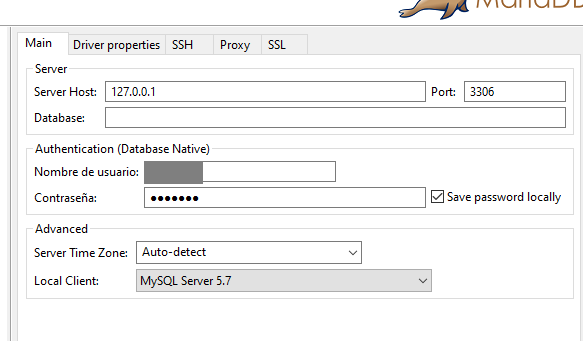 MariaDB
Main Driver properties SSH Proxy SSL
Server
Server Host: 127.0.0.1 Port: 3306
Database:
Authentication (Database Native)
Nombre de usuario:
Contraseña: ●●●●●●● Save password locally
Advanced
Server Time Zone: Auto-detect
Local Client: MySQL Server 5.7